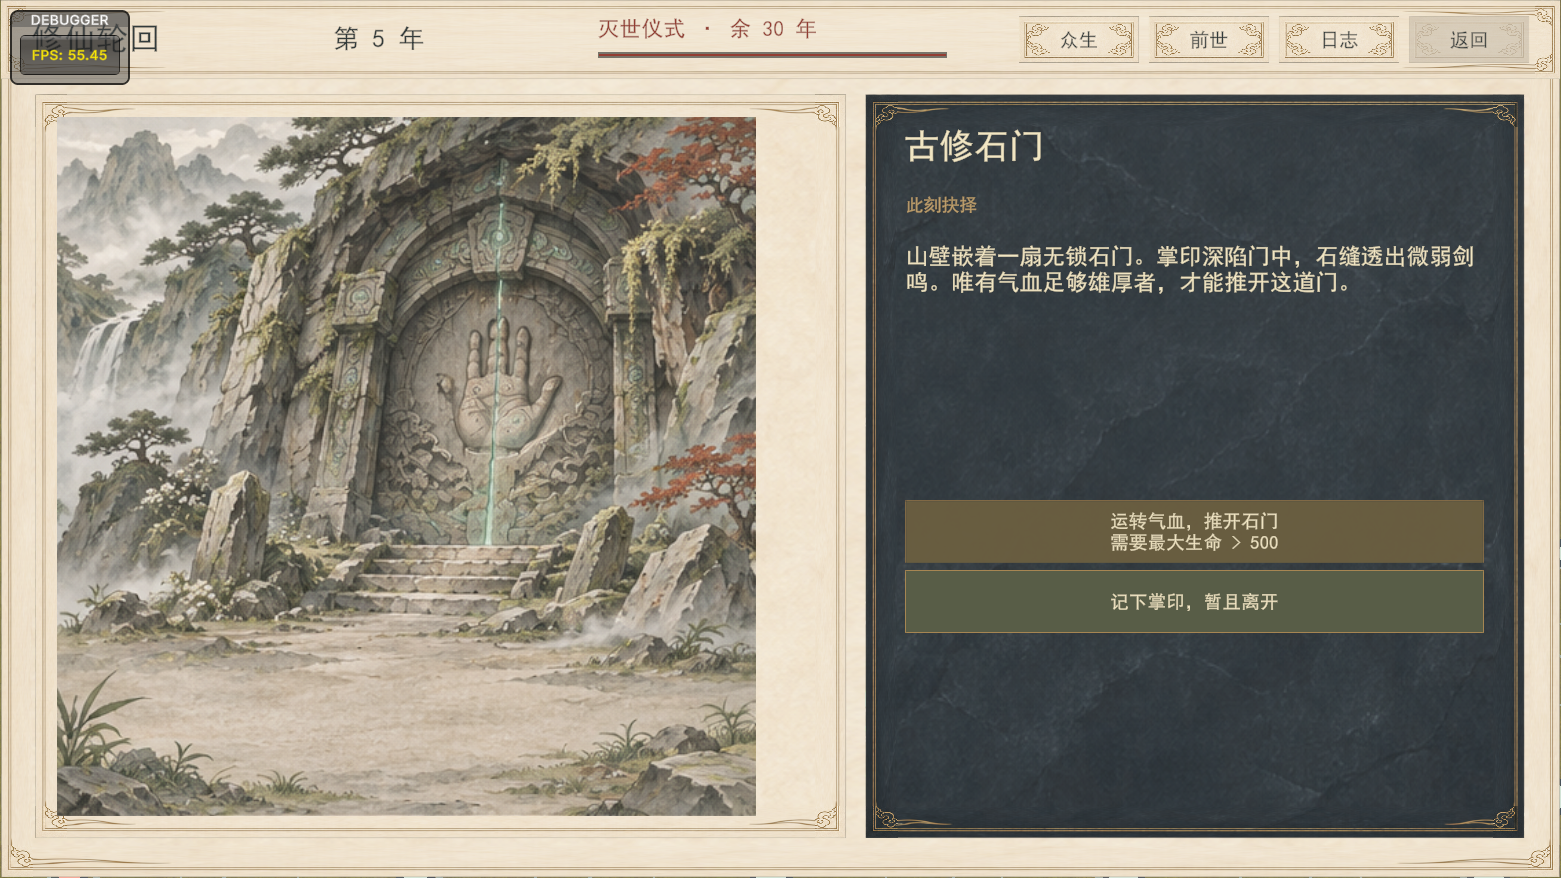 DEBUGGER
FPS: 55.45
修仙轮回
第 5 年
灭世仪式 · 余 30 年
众生
前世
日志
返回
古修石门
此刻抉择
山壁嵌着一扇无锁石门。掌印深陷门中，石缝透出微弱剑
鸣。唯有气血足够雄厚者，才能推开这道门。
运转气血，推开石门
需要最大生命 > 500
记下掌印，暂且离开